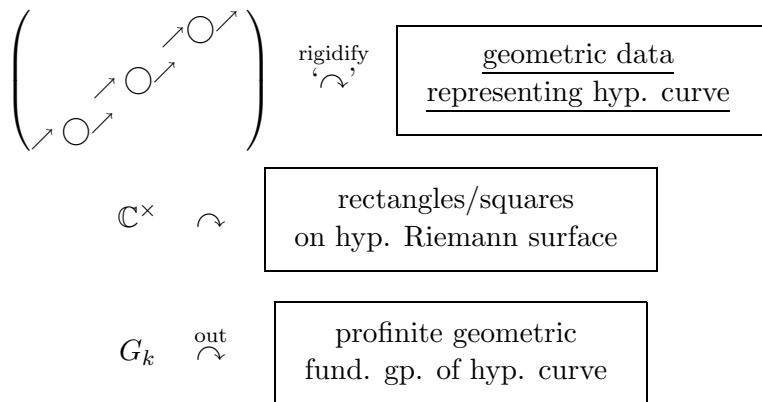 ( ↗ ○ ↗ ↗ ○ ↗ ↗ ○ ↗ ) rigidify ‘↷’ geometric data
representing hyp. curve
ℂ× ↷ rectangles/squares
on hyp. Riemann surface
G_k out ↷ profinite geometric
fund. gp. of hyp. curve